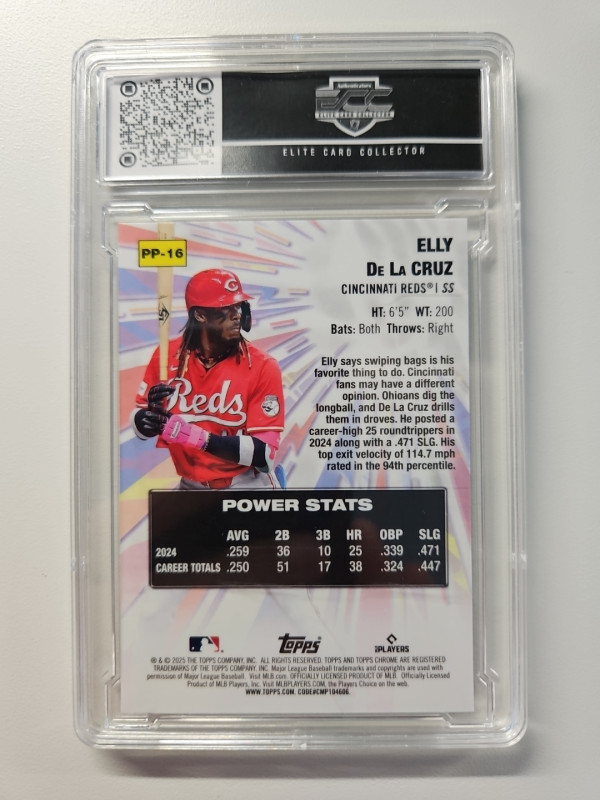 ECC
ELITE CARD COLLECTOR
ELITE CARD COLLECTOR
PP-16
ELLY
DE LA CRUZ
CINCINNATI REDS® | SS
HT: 6'5" WT: 200
Bats: Both Throws: Right
Elly says swiping bags is his
favorite thing to do. Cincinnati
fans may have a different
opinion. Ohioans dig the
longball, and De La Cruz drills
them in droves. He posted a
career-high 25 roundtrippers in
2024 along with a .471 SLG. His
top exit velocity of 114.7 mph
rated in the 94th percentile.
Reds
POWER STATS
AVG 2B 3B HR OBP SLG
2024 .259 36 10 25 .339 .471
CAREER TOTALS .250 51 17 38 .324 .447
topps®
PLAYERS
® & © 2025 THE TOPPS COMPANY, INC. ALL RIGHTS RESERVED. TOPPS AND TOPPS CHROME ARE REGISTERED
TRADEMARKS OF THE TOPPS COMPANY, INC. Major League Baseball trademarks and copyrights are used with
permission of Major League Baseball. Visit MLB.com. OFFICIALLY LICENSED PRODUCT OF MLB. Officially Licensed
Product of MLB Players, Inc. Visit MLBPLAYERS.COM, the Players Choice on the web.
WWW.TOPPS.COM. CODE#CMP104606.